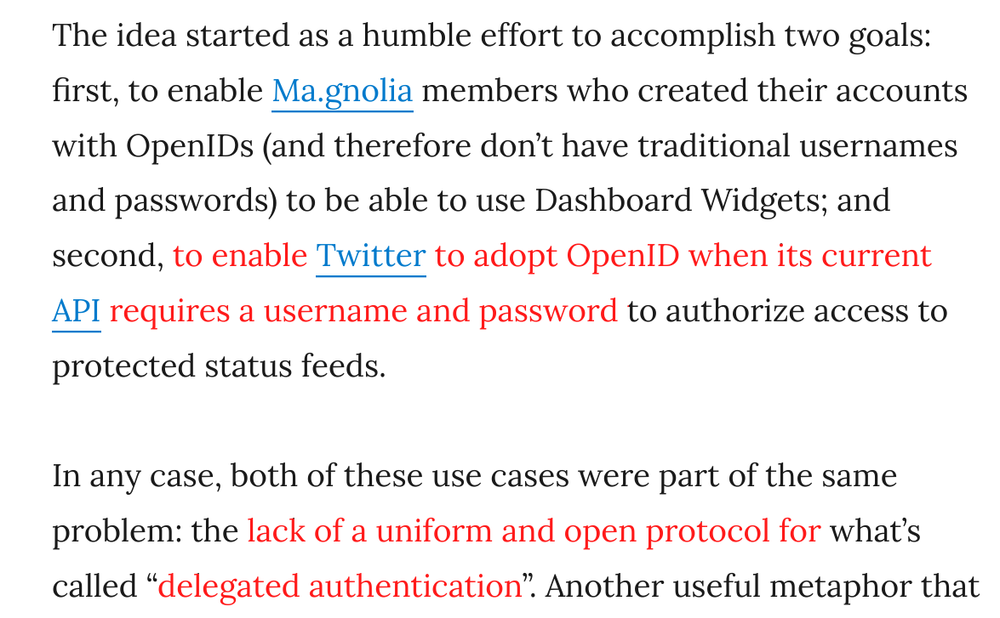 The idea started as a humble effort to accomplish two goals:
first, to enable Ma.gnolia members who created their accounts
with OpenIDs (and therefore don’t have traditional usernames
and passwords) to be able to use Dashboard Widgets; and
second, to enable Twitter to adopt OpenID when its current
API requires a username and password to authorize access to
protected status feeds.
In any case, both of these use cases were part of the same
problem: the lack of a uniform and open protocol for what’s
called “delegated authentication”. Another useful metaphor that